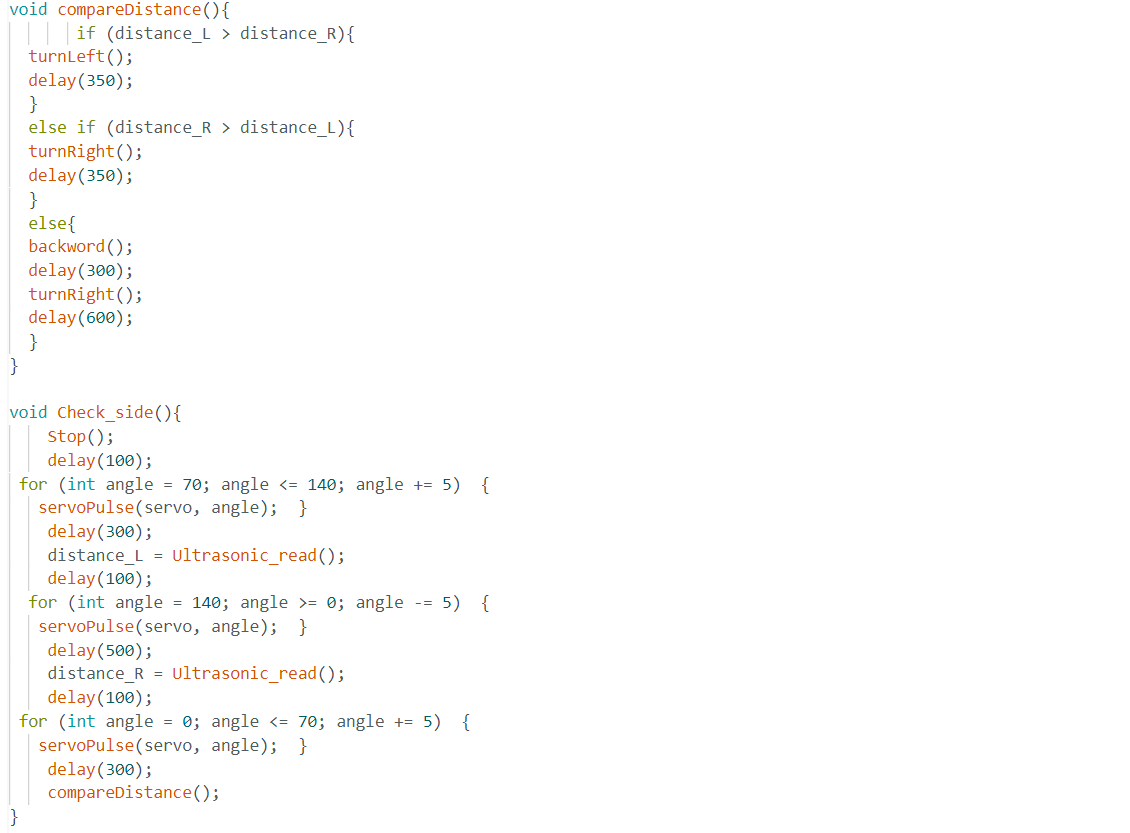 void compareDistance(){
if (distance_L > distance_R){
turnLeft();
delay(350);
}
else if (distance_R > distance_L){
turnRight();
delay(350);
}
else{
backword();
delay(300);
turnRight();
delay(600);
}
}
void Check_side(){
Stop();
delay(100);
for (int angle = 70; angle <= 140; angle += 5)  {
servoPulse(servo, angle);  }
delay(300);
distance_L = Ultrasonic_read();
delay(100);
for (int angle = 140; angle >= 0; angle -= 5)  {
servoPulse(servo, angle);  }
delay(500);
distance_R = Ultrasonic_read();
delay(100);
for (int angle = 0; angle <= 70; angle += 5)  {
servoPulse(servo, angle);  }
delay(300);
compareDistance();
}